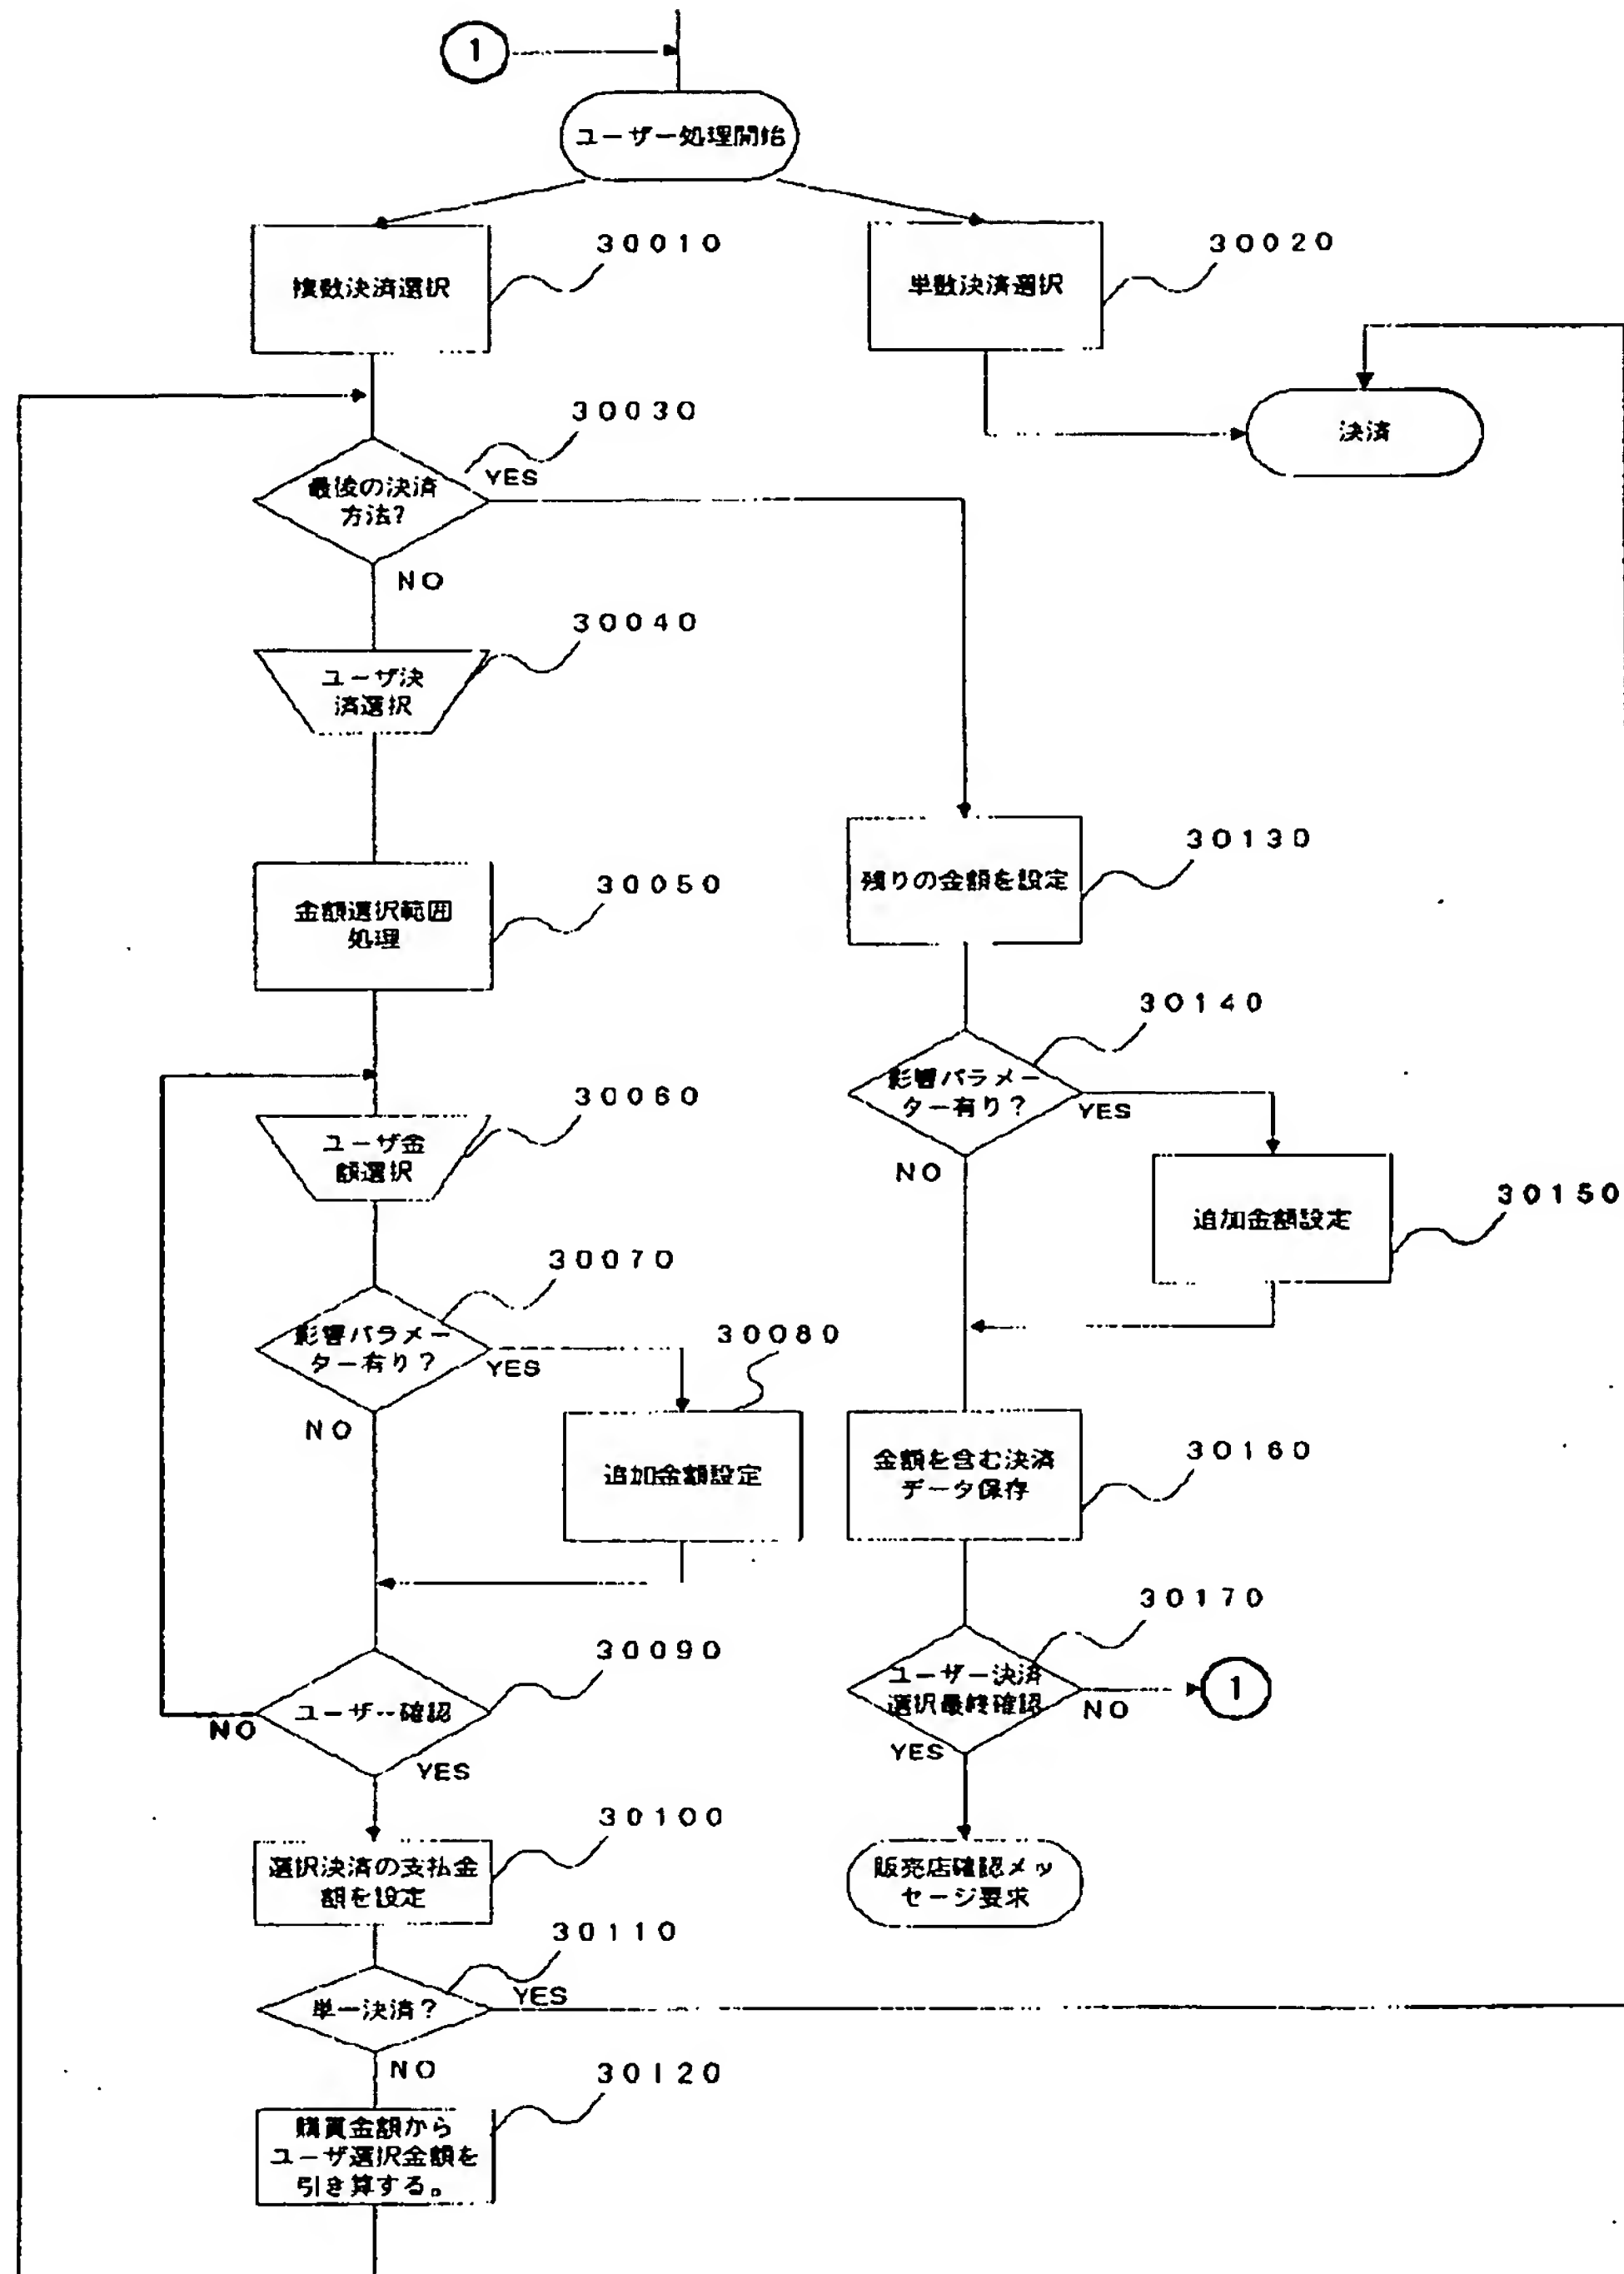 1
ユーザー処理開始
30010
複数決済選択
30020
単数決済選択
決済
30030
最後の決済
方法?
YES
NO
30040
ユーザ決
済選択
30050
金額選択範囲
処理
30060
ユーザ金
額選択
30070
影響パラメー
ター有り?
YES
NO
30080
追加金額設定
30090
ユーザー確認
NO
YES
30100
選択決済の支払金
額を設定
30110
単一決済?
YES
NO
30120
購買金額から
ユーザ選択金額を
引き算する。
30130
残りの金額を設定
30140
影響パラメー
ター有り?
YES
NO
30150
追加金額設定
30160
金額を含む決済
データ保存
30170
ユーザー決済
選択最終確認
NO
1
YES
販売店確認メッ
セージ要求